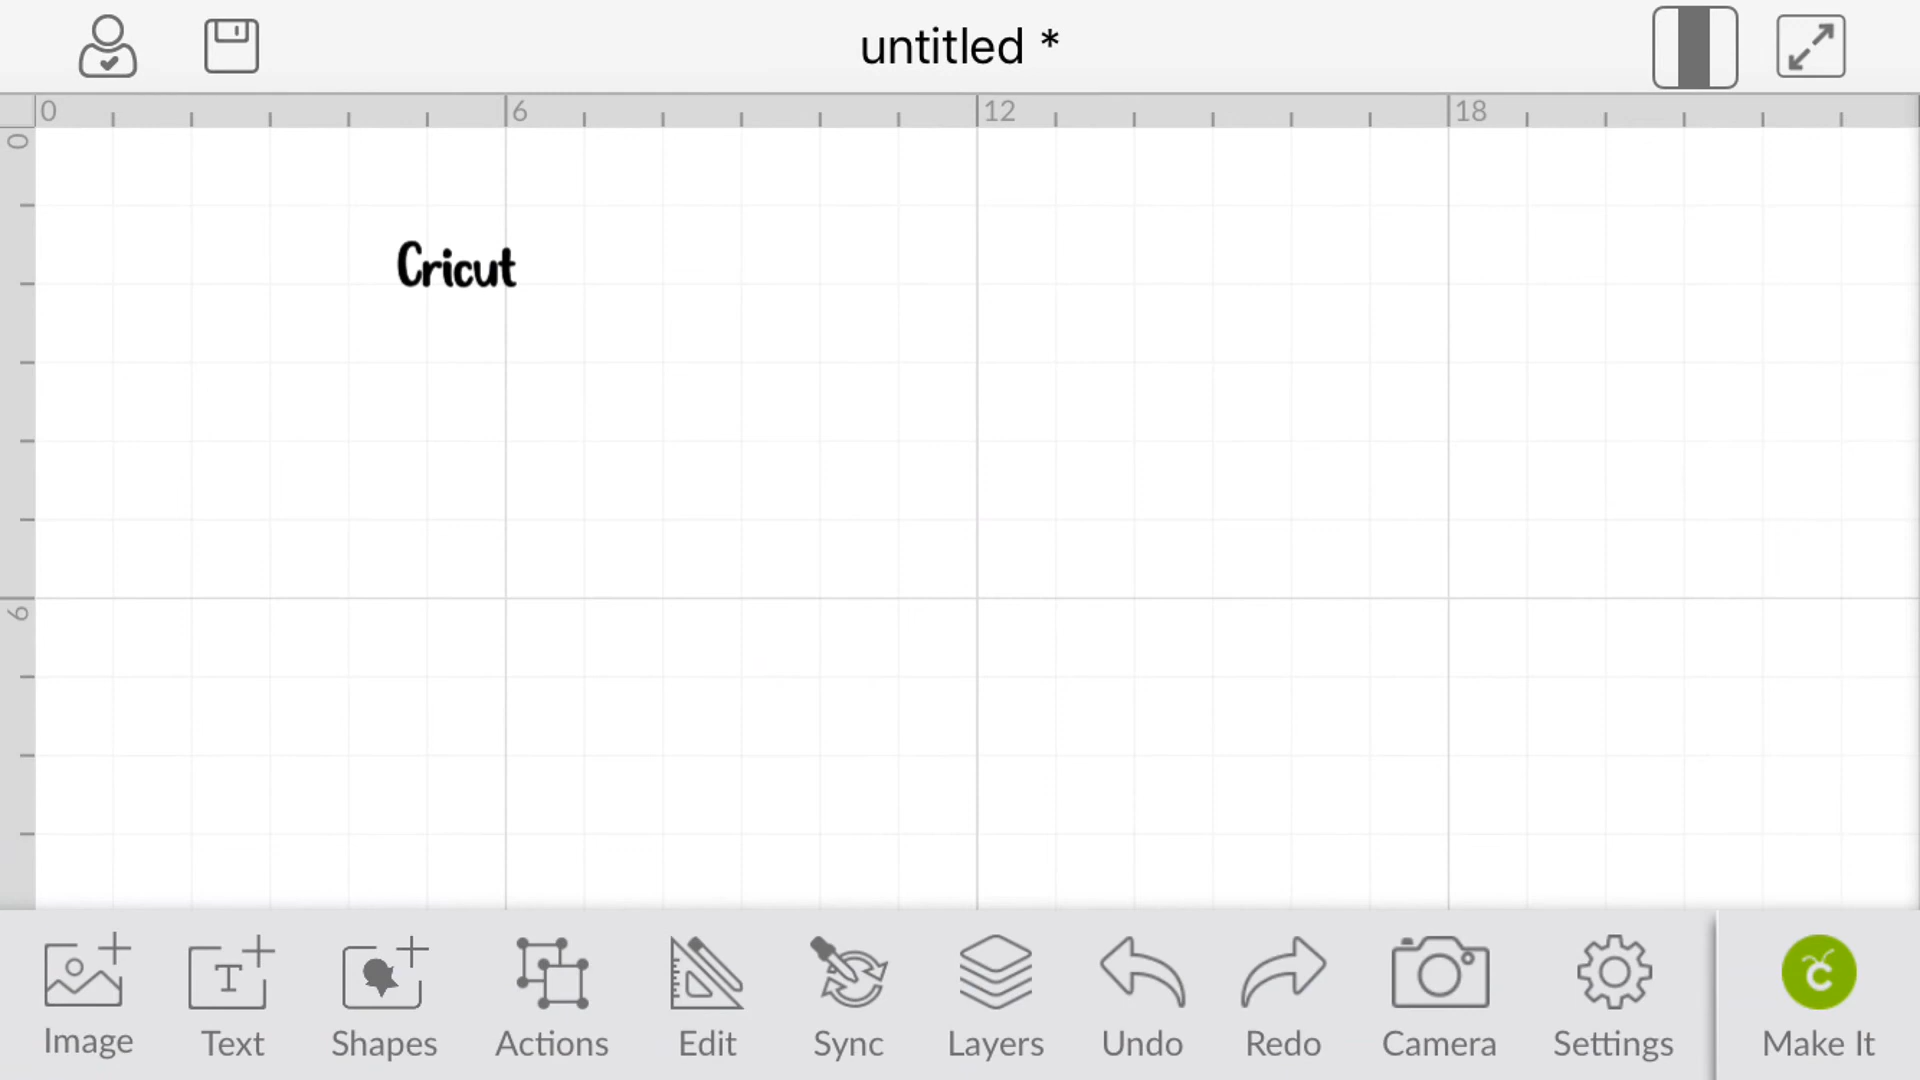 untitled *
0 6 12 18
0
Cricut
6
Image Text Shapes Actions Edit Sync Layers Undo Redo Camera Settings Make It